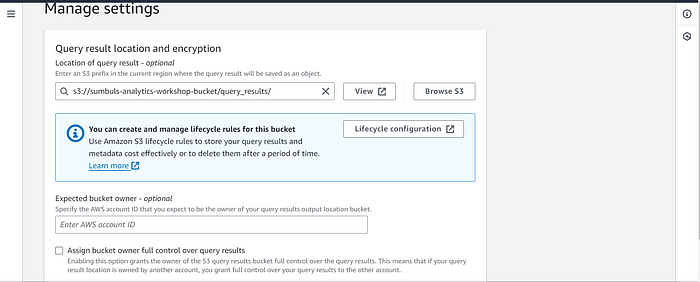 Manage settings
Query result location and encryption
Location of query result - optional
Enter an S3 prefix in the current region where the query result will be saved as an object.
s3://sumbuls-analytics-workshop-bucket/query_results/
View
Browse S3
You can create and manage lifecycle rules for this bucket
Lifecycle configuration
Use Amazon S3 lifecycle rules to store your query results and
metadata cost effectively or to delete them after a period of time.
Learn more
Expected bucket owner - optional
Specify the AWS account ID that you expect to be the owner of your query results output location bucket.
Enter AWS account ID
Assign bucket owner full control over query results
Enabling this option grants the owner of the S3 query results bucket full control over the query results. This means that if your query
result location is owned by another account, you grant full control over your query results to the other account.